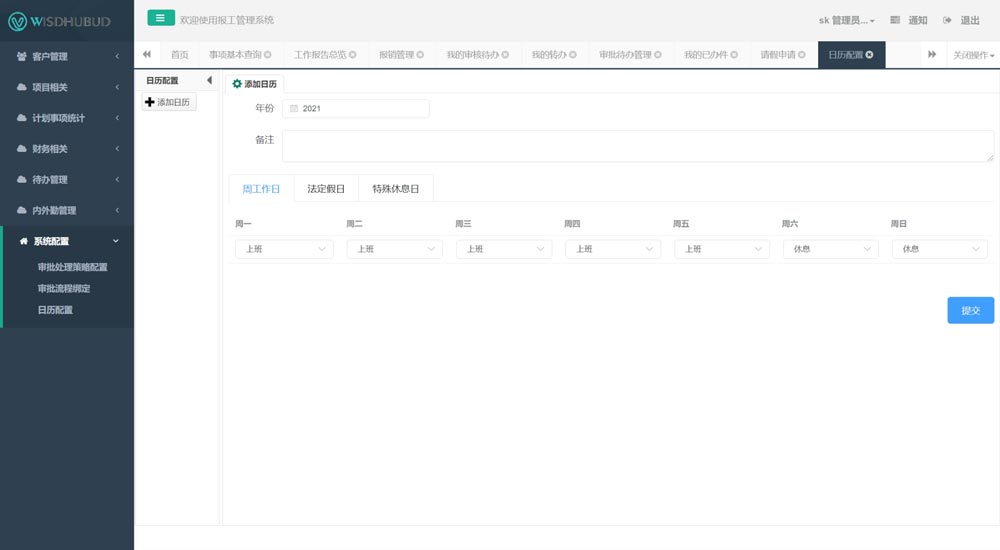 WISDHUBUD
欢迎使用报工管理系统
sk 管理员... 通知 退出
首页 事项基本查询 工作报告总览 报销管理 我的审核待办 我的转办 审批待办管理 我的已办件 请假申请 日历配置 关闭操作
客户管理
项目相关
计划事项统计
财务相关
待办管理
内外勤管理
系统配置
审批处理策略配置
审批流程绑定
日历配置
日历配置
添加日历
添加日历
年份 2021
备注
周工作日 法定假日 特殊休息日
周一 周二 周三 周四 周五 周六 周日
上班 上班 上班 上班 上班 休息 休息
提交